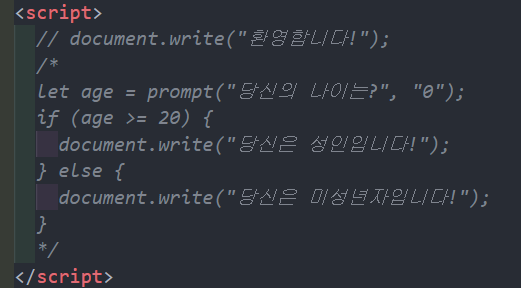 <script>
// document.write("환영합니다!");
/*
let age = prompt("당신의 나이는?", "0");
if (age >= 20) {
document.write("당신은 성인입니다!");
} else {
document.write("당신은 미성년자입니다!");
}
*/
</script>